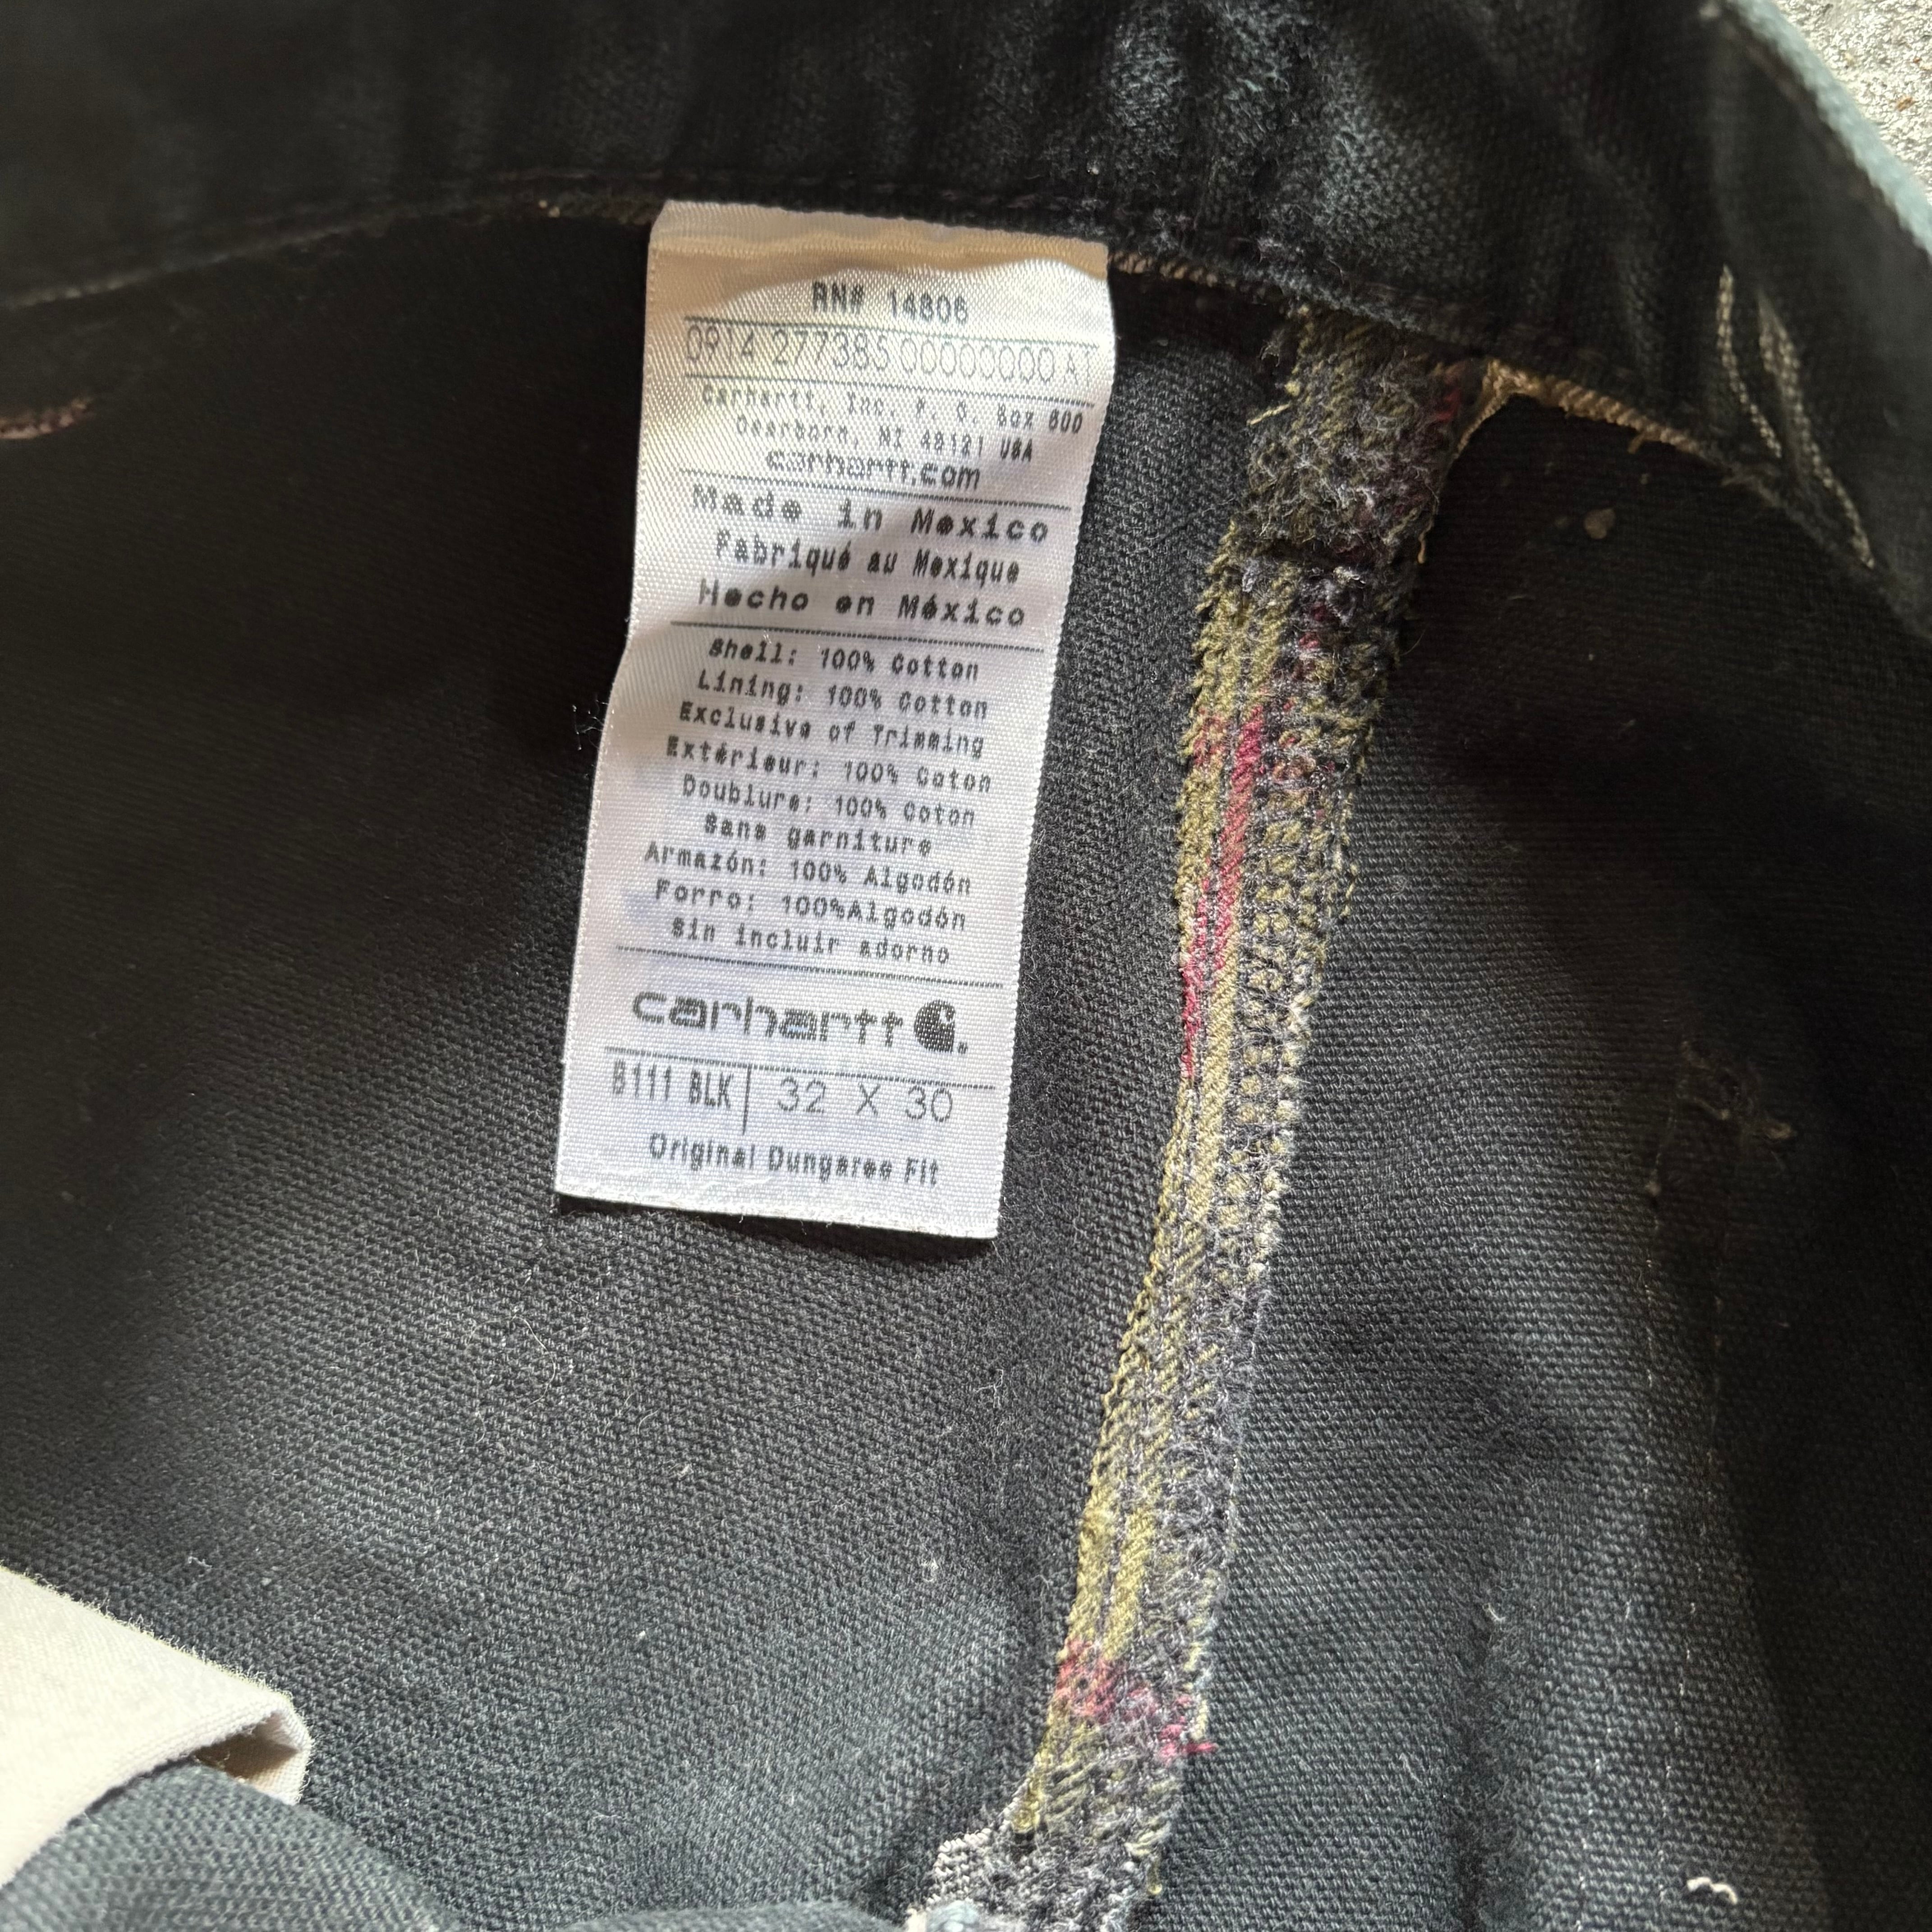 RN# 14806
0914 277385 00000000 AT
Carhartt, Inc. P. O. Box 600
Dearborn, MI 48121 USA
carhartt.com
Made in Mexico
Fabriqué au Mexique
Hecho en México
Shell: 100% Cotton
Lining: 100% Cotton
Exclusive of Trimming
Extérieur: 100% Coton
Doublure: 100% Coton
Sans garniture
Armazón: 100% Algodón
Forro: 100%Algodón
Sin incluir adorno
carhartt
B111 BLK | 32 X 30
Original Dungaree Fit